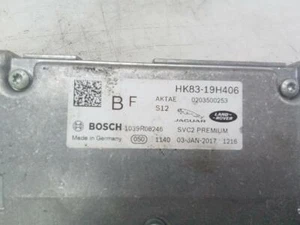 HK83-19H406
BF AKTAE 0203500253
S12
BOSCH 1039R08246
JAGUAR LAND ROVER
SVC2 PREMIUM
Made in Germany 050 1140 03-JAN-2017 1216